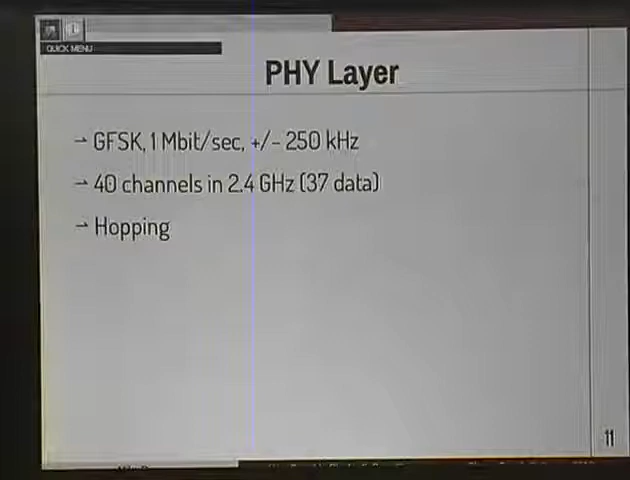 QUICK MENU
PHY Layer
→ GFSK, 1 Mbit/sec, +/- 250 kHz
→ 40 channels in 2.4 GHz (37 data)
→ Hopping
11